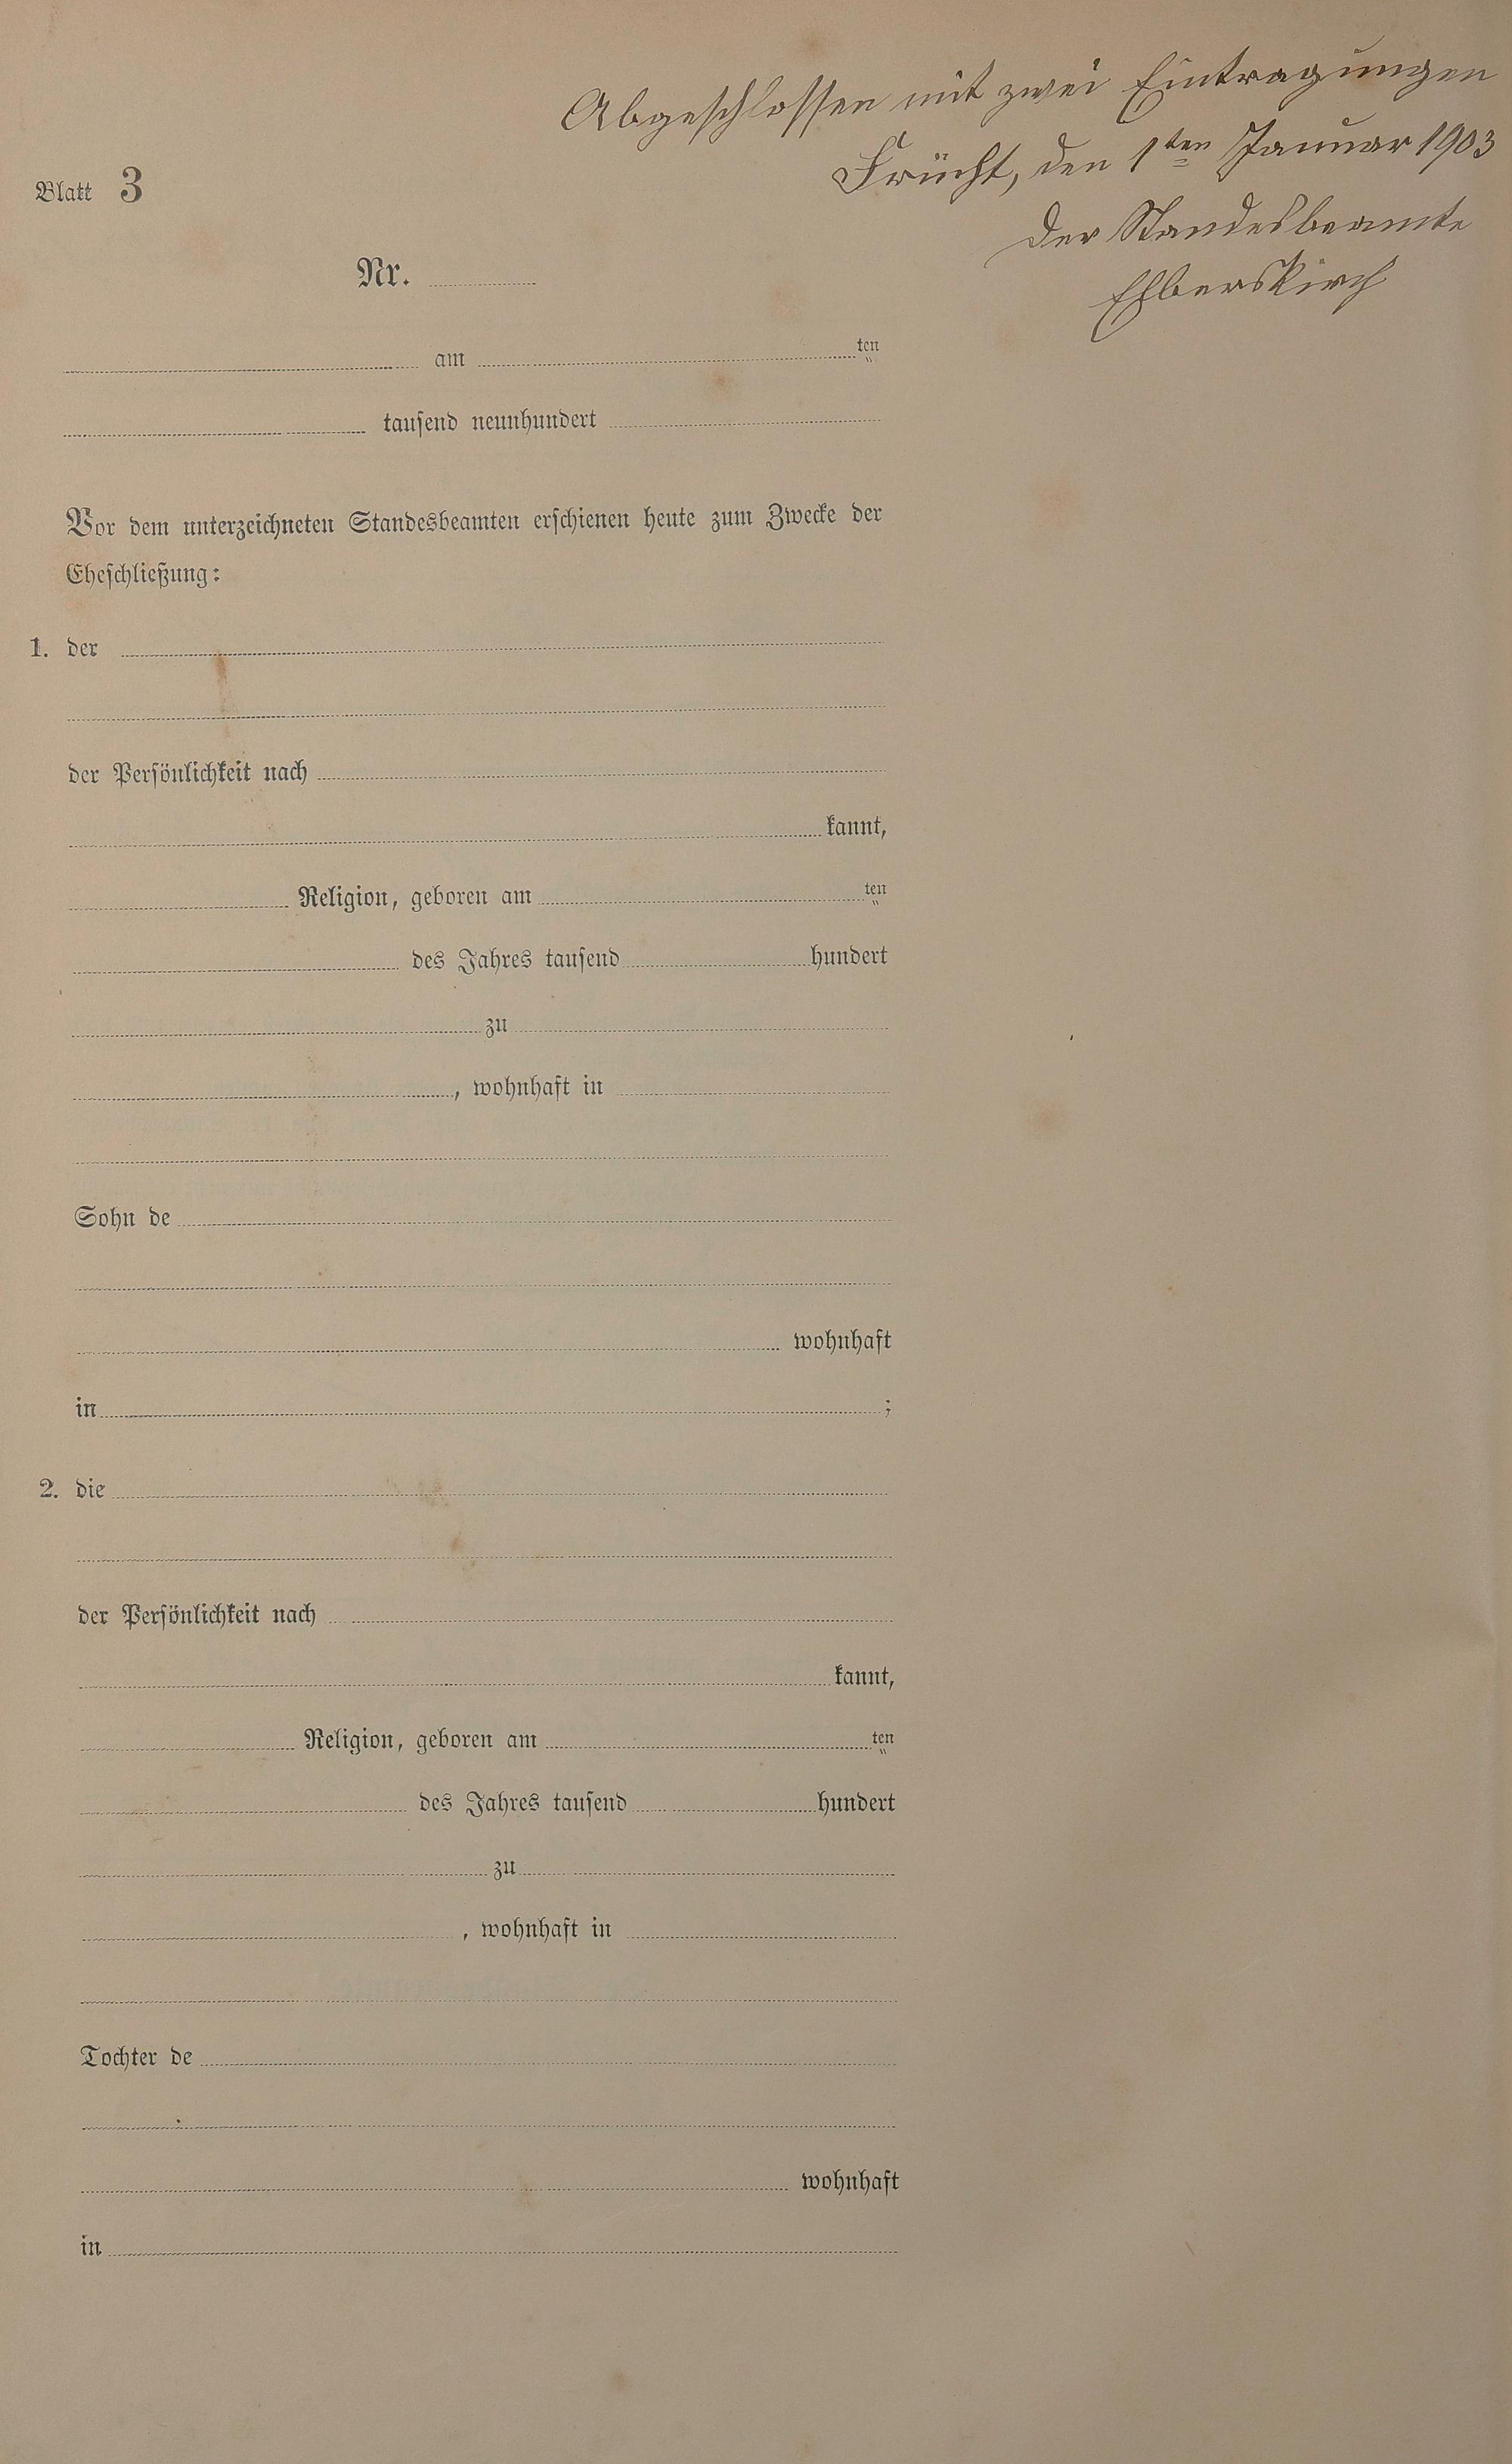 Abgeschlossen mit zwei Eintragungen
Frücht, den 1ten Januar 1903
Der Standesbeamte
Blatt 3
Nr.
am ten
tausend neunhundert
Vor dem unterzeichneten Standesbeamten erschienen heute zum Zwecke der
Eheschließung:
1. der
der Persönlichkeit nach
kannt,
Religion, geboren am ten
des Jahres tausend hundert
zu
, wohnhaft in
Sohn de
wohnhaft
in ;
2. die
der Persönlichkeit nach
kannt,
Religion, geboren am ten
des Jahres tausend hundert
zu
, wohnhaft in
Tochter de
wohnhaft
in